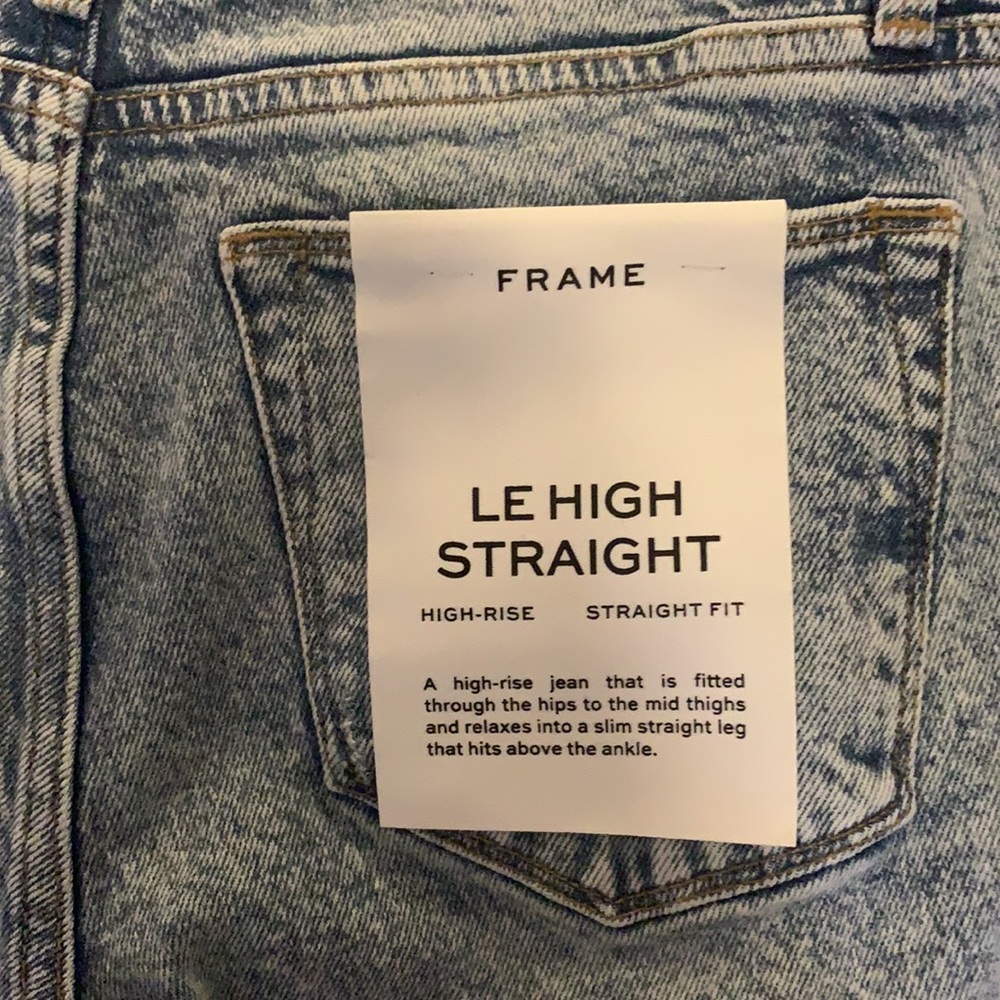 FRAME
LE HIGH
STRAIGHT
HIGH-RISE STRAIGHT FIT
A high-rise jean that is fitted
through the hips to the mid thighs
and relaxes into a slim straight leg
that hits above the ankle.